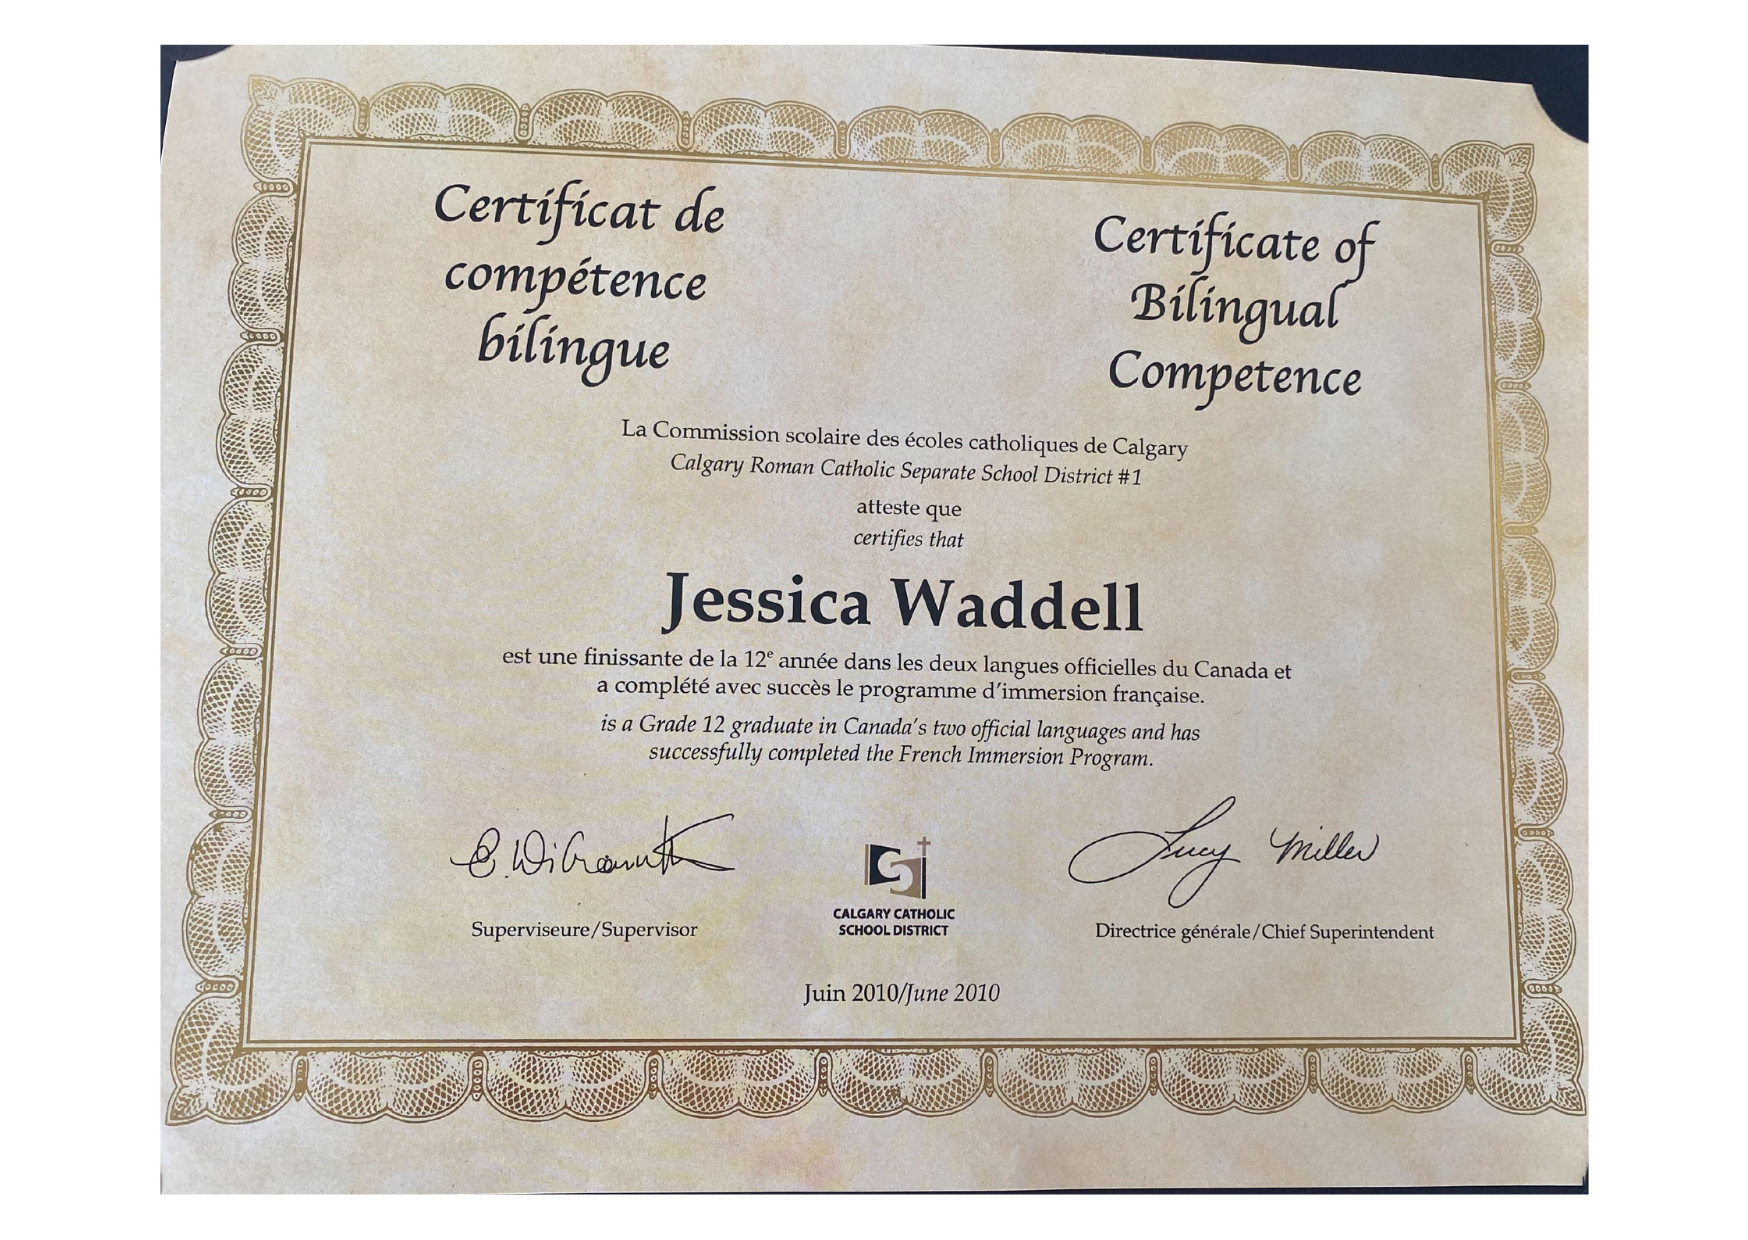 Certificat de
compétence
bilingue
Certificate of
Bilingual
Competence
La Commission scolaire des écoles catholiques de Calgary
Calgary Roman Catholic Separate School District #1
atteste que
certifies that
Jessica Waddell
est une finissante de la 12e année dans les deux langues officielles du Canada et
a complété avec succès le programme d'immersion française.
is a Grade 12 graduate in Canada's two official languages and has
successfully completed the French Immersion Program.
Lucy Miller
Superviseure/Supervisor
CALGARY CATHOLIC
SCHOOL DISTRICT
Directrice générale/Chief Superintendent
Juin 2010/June 2010